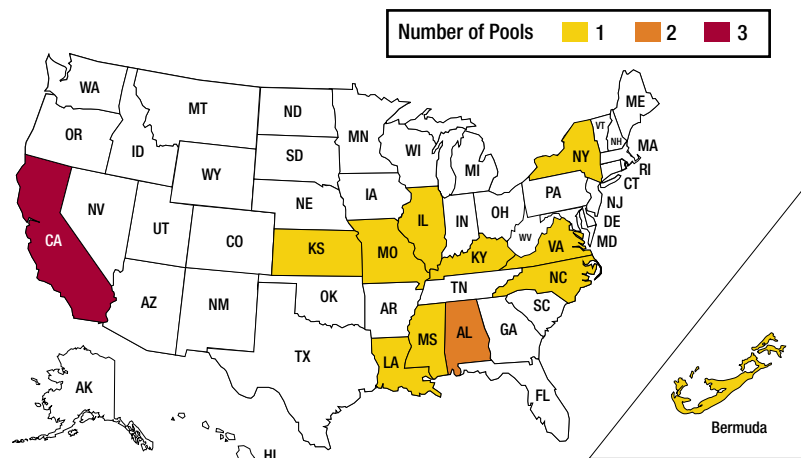 Number of Pools 1 2 3
WA
MT
ND
MN
ME
VT
NH
MA
OR
ID
SD
WI
MI
NY
RI
CT
WY
IA
PA
NJ
NV
NE
IL
IN
OH
DE
CA
UT
CO
KS
MO
WV
VA
MD
KY
NC
AZ
NM
OK
AR
TN
SC
MS
AL
GA
TX
LA
AK
FL
HI
Bermuda